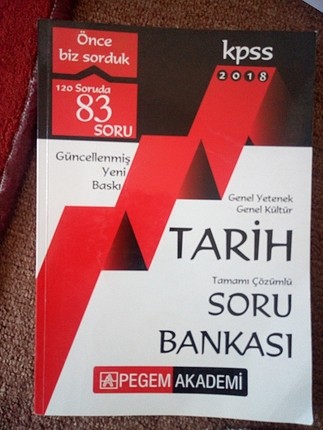 Önce
biz sorduk
120 Soruda
83
SORU
Güncellenmiş
Yeni
Baskı
kpss
2018
Genel Yetenek
Genel Kültür
TARİH
Tamamı Çözümlü
SORU
BANKASI
PEGEM AKADEMİ